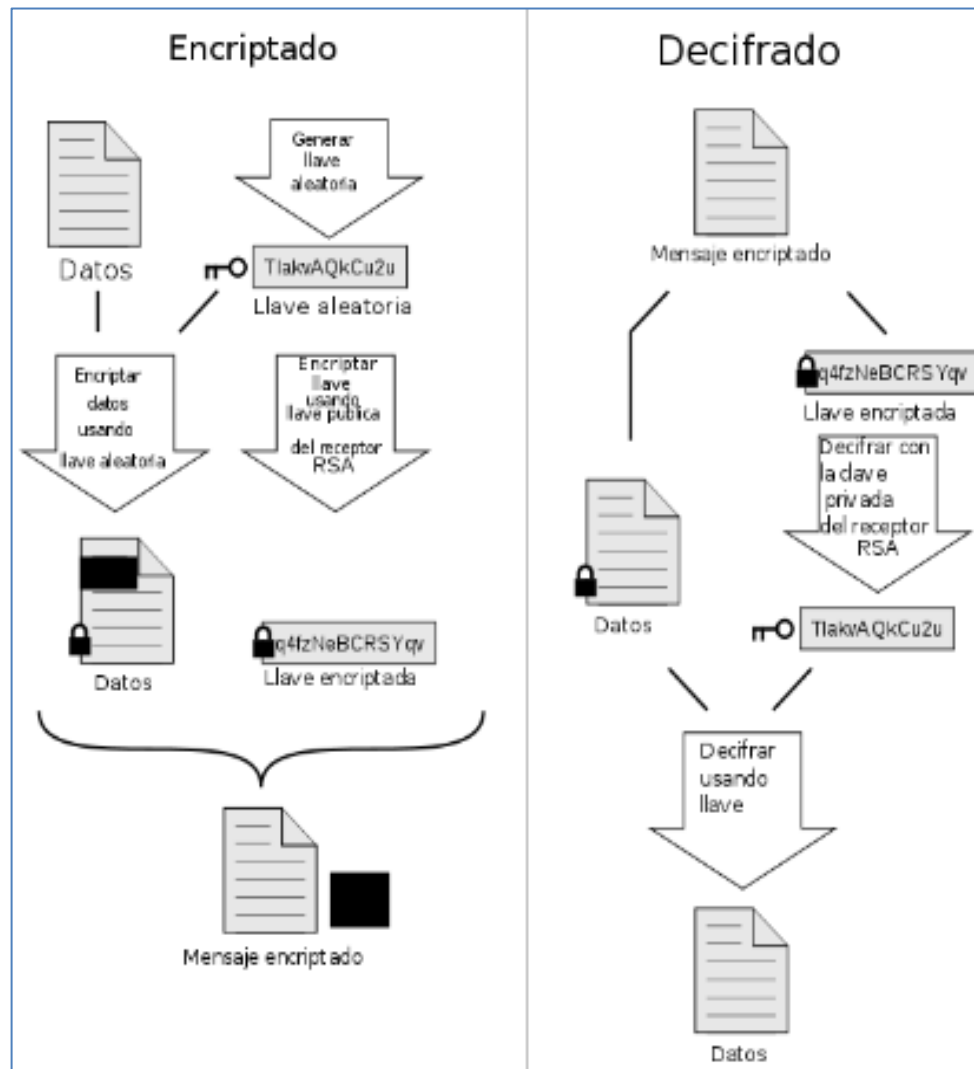 Encriptado
Generar
llave
aleatoria
Datos
TIakvAQkCu2u
Llave aleatoria
Encriptar
datos
usando
llave aleatoria
Encriptar
llave
usando
llave publica
del receptor
RSA
Datos
q4fzNeBCRSYqv
Llave encriptada
Mensaje encriptado
Decifrado
Mensaje encriptado
q4fzNeBCRSYqv
Llave encriptada
Decifrar con
la clave
privada
del receptor
RSA
Datos
TIakvAQkCu2u
Decifrar
usando
llave
Datos